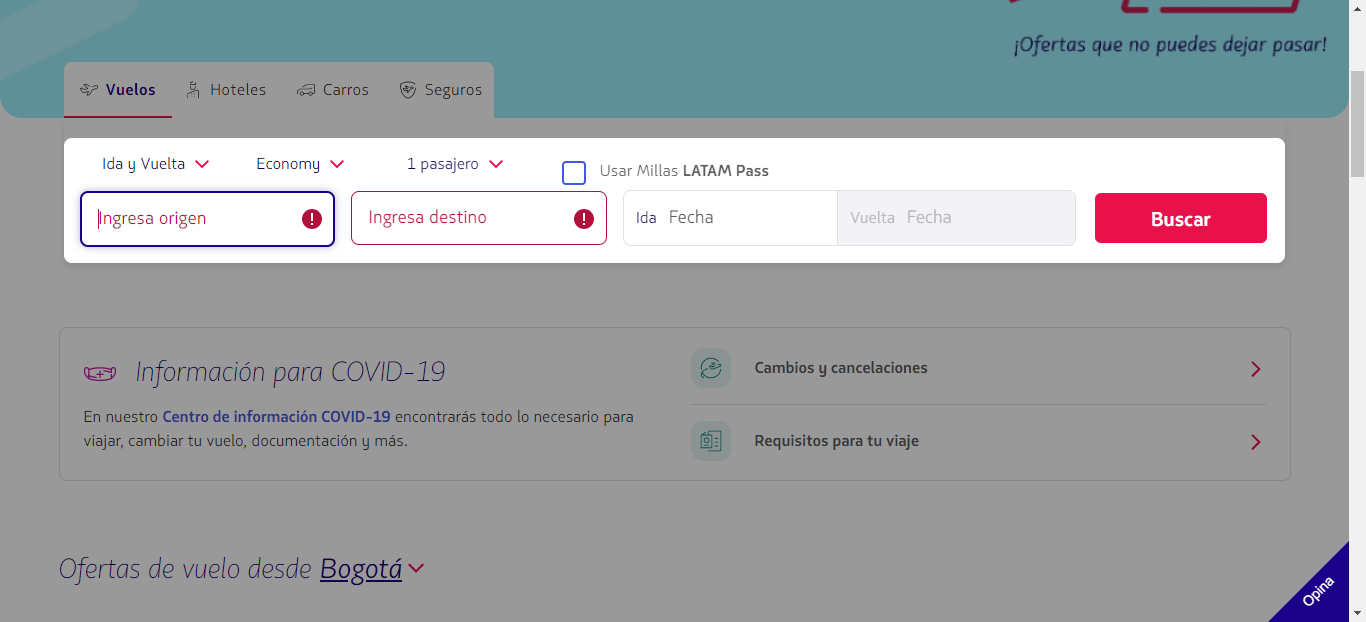 ¡Ofertas que no puedes dejar pasar!
Vuelos Hoteles Carros Seguros
Ida y Vuelta Economy 1 pasajero Usar Millas LATAM Pass
Ingresa origen Ingresa destino Ida Fecha Vuelta Fecha Buscar
Información para COVID-19
En nuestro Centro de información COVID-19 encontrarás todo lo necesario para
viajar, cambiar tu vuelo, documentación y más.
Cambios y cancelaciones
Requisitos para tu viaje
Ofertas de vuelo desde Bogotá
Opina